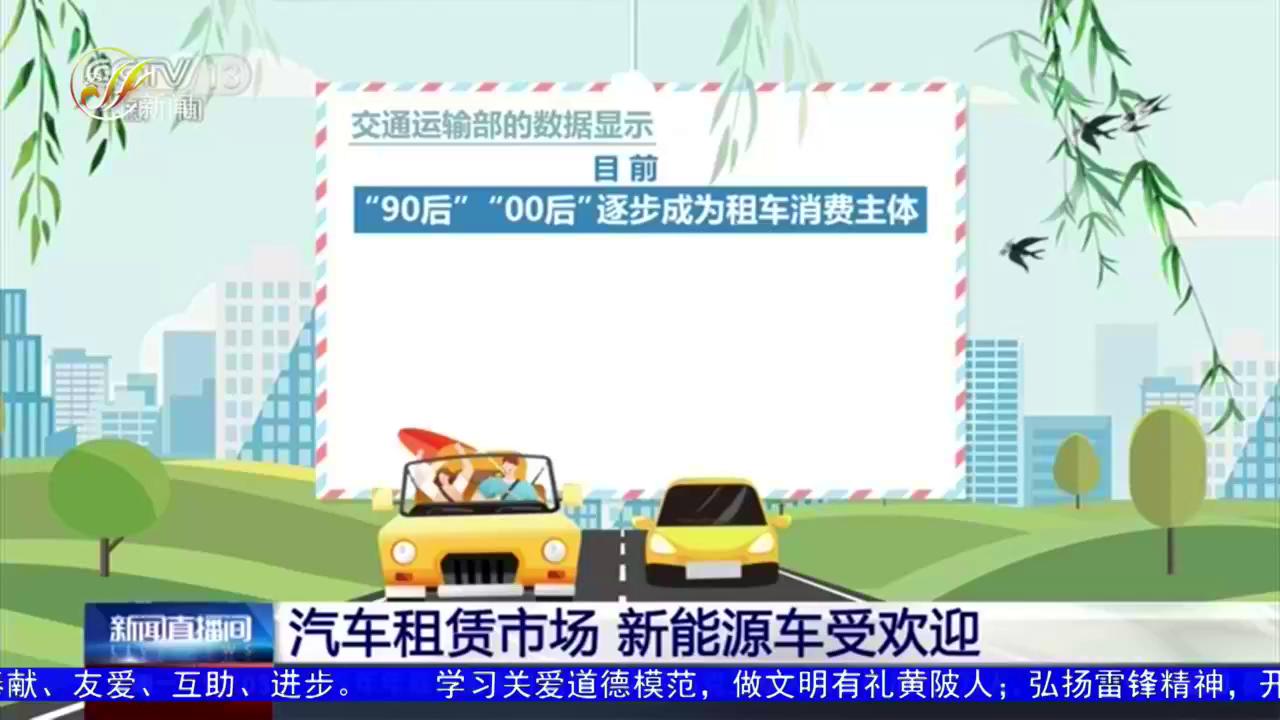 CCTV 13
新闻
交通运输部的数据显示
目前
“90后” “00后”逐步成为租车消费主体
新闻直播间
汽车租赁市场 新能源车受欢迎
献、友爱、互助、进步。 学习关爱道德模范，做文明有礼黄陂人；弘扬雷锋精神，开